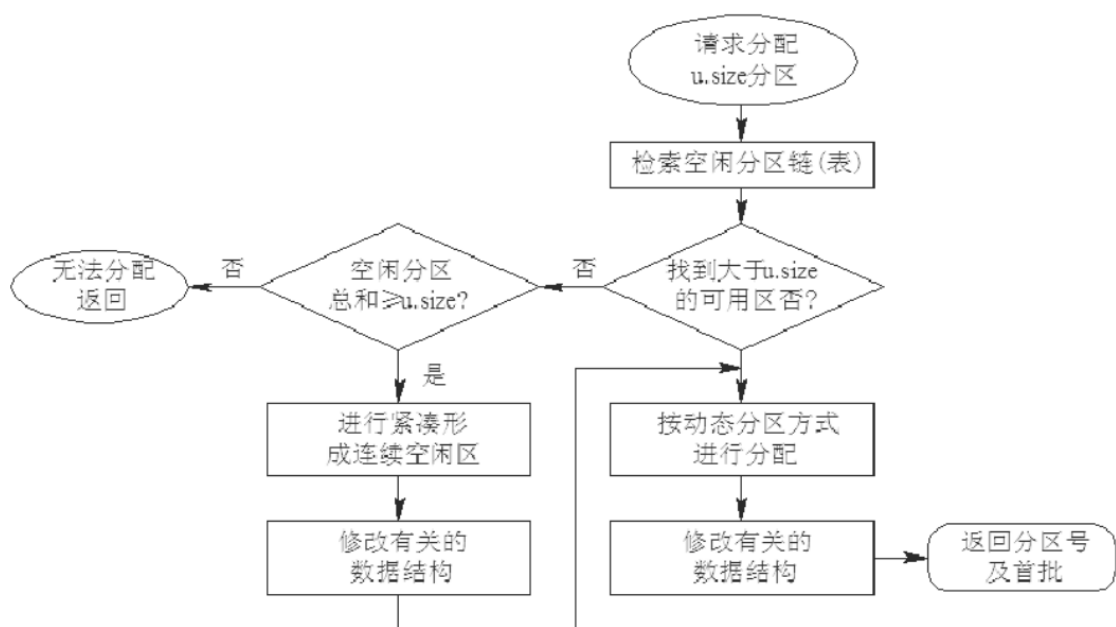 请求分配
u.size分区
检索空闲分区链(表)
找到大于u.size
的可用区否?
否
空闲分区
总和≥u.size?
否
无法分配
返回
是
进行紧凑形
成连续空闲区
修改有关的
数据结构
按动态分区方式
进行分配
修改有关的
数据结构
返回分区号
及首批